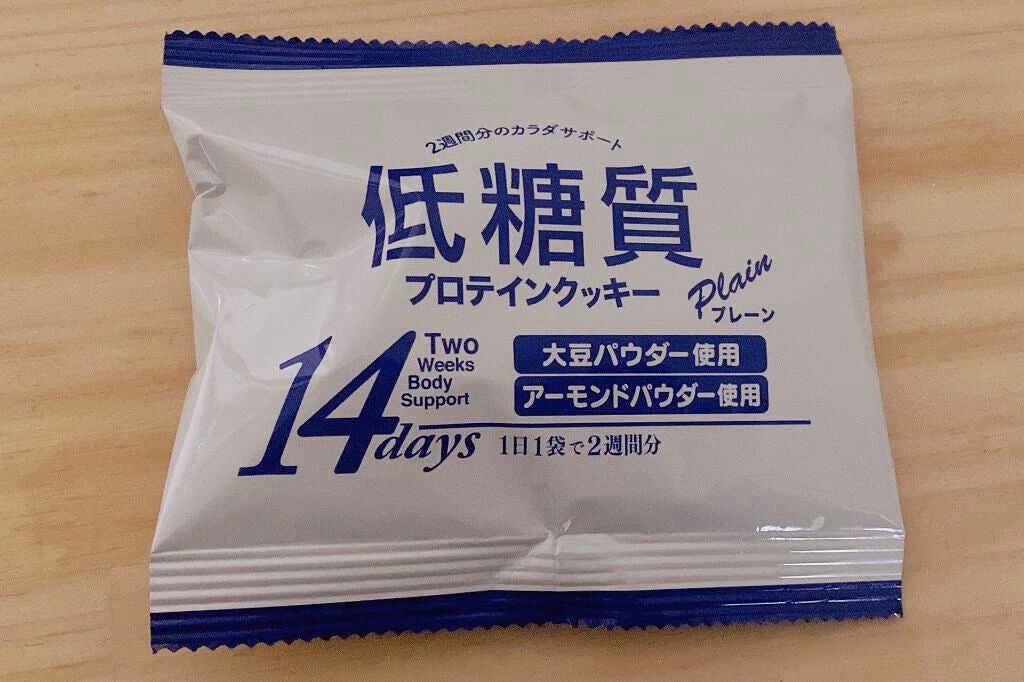 2週間分のカラダサポート
低糖質
プロテインクッキー
Plain
プレーン
14days
Two
Weeks
Body
Support
大豆パウダー使用
アーモンドパウダー使用
1日1袋で2週間分